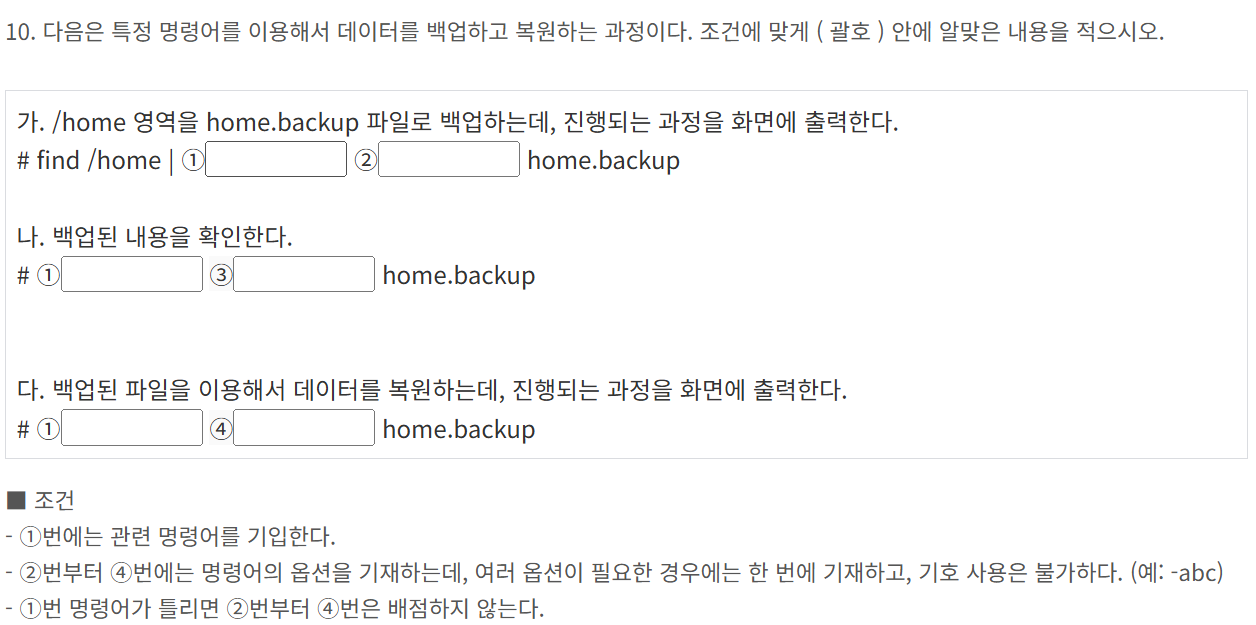 10. 다음은 특정 명령어를 이용해서 데이터를 백업하고 복원하는 과정이다. 조건에 맞게 ( 괄호 ) 안에 알맞은 내용을 적으시오.
가. /home 영역을 home.backup 파일로 백업하는데, 진행되는 과정을 화면에 출력한다.
# find /home | ① ② home.backup
나. 백업된 내용을 확인한다.
# ① ③ home.backup
다. 백업된 파일을 이용해서 데이터를 복원하는데, 진행되는 과정을 화면에 출력한다.
# ① ④ home.backup
■ 조건
- ①번에는 관련 명령어를 기입한다.
- ②번부터 ④번에는 명령어의 옵션을 기재하는데, 여러 옵션이 필요한 경우에는 한 번에 기재하고, 기호 사용은 불가하다. (예: -abc)
- ①번 명령어가 틀리면 ②번부터 ④번은 배점하지 않는다.